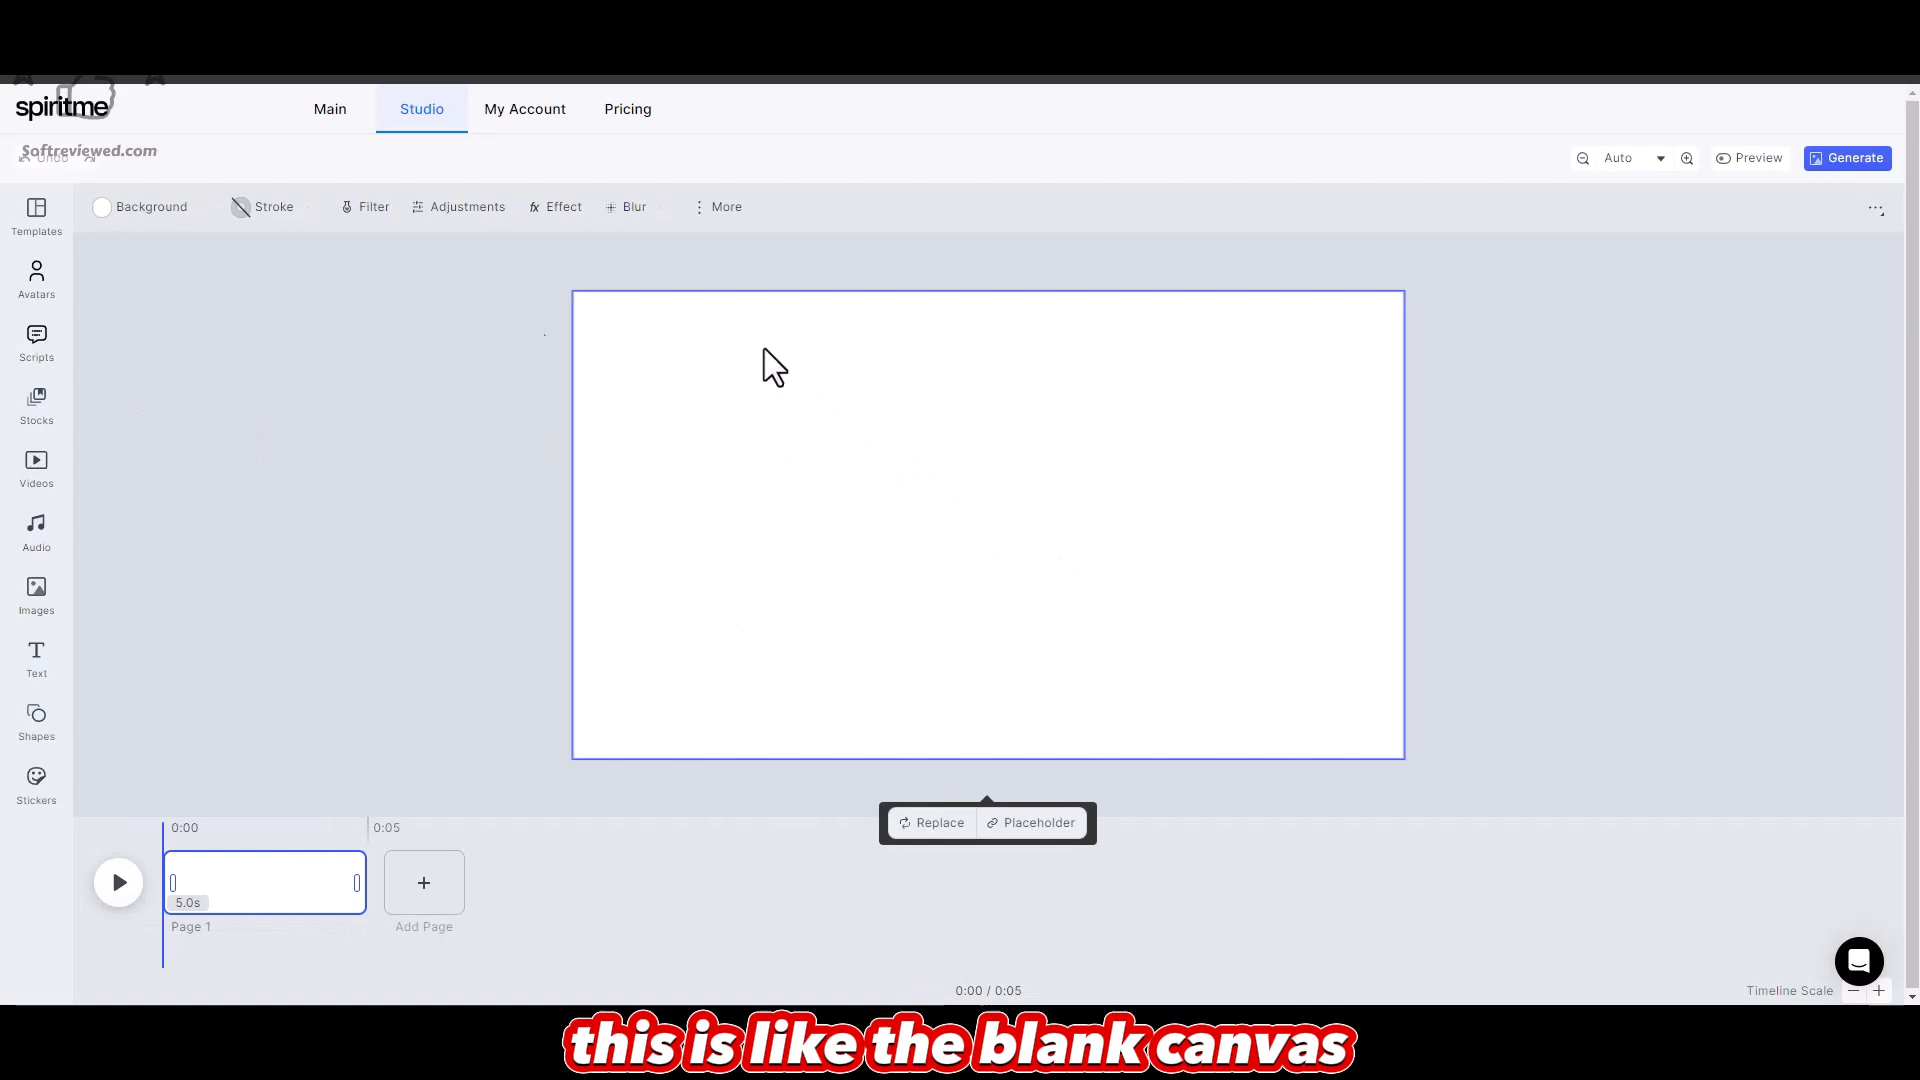 spiritme
Main
Studio
My Account
Pricing
Softreviewed.com
Undo
Auto
Preview
Generate
Background
Stroke
Filter
Adjustments
fx Effect
Blur
More
Templates
Avatars
Scripts
Stocks
Videos
Audio
Images
Text
Shapes
Stickers
Replace
Placeholder
0:00
0:05
5.0s
Page 1
Add Page
0:00 / 0:05
Timeline Scale
this is like the blank canvas